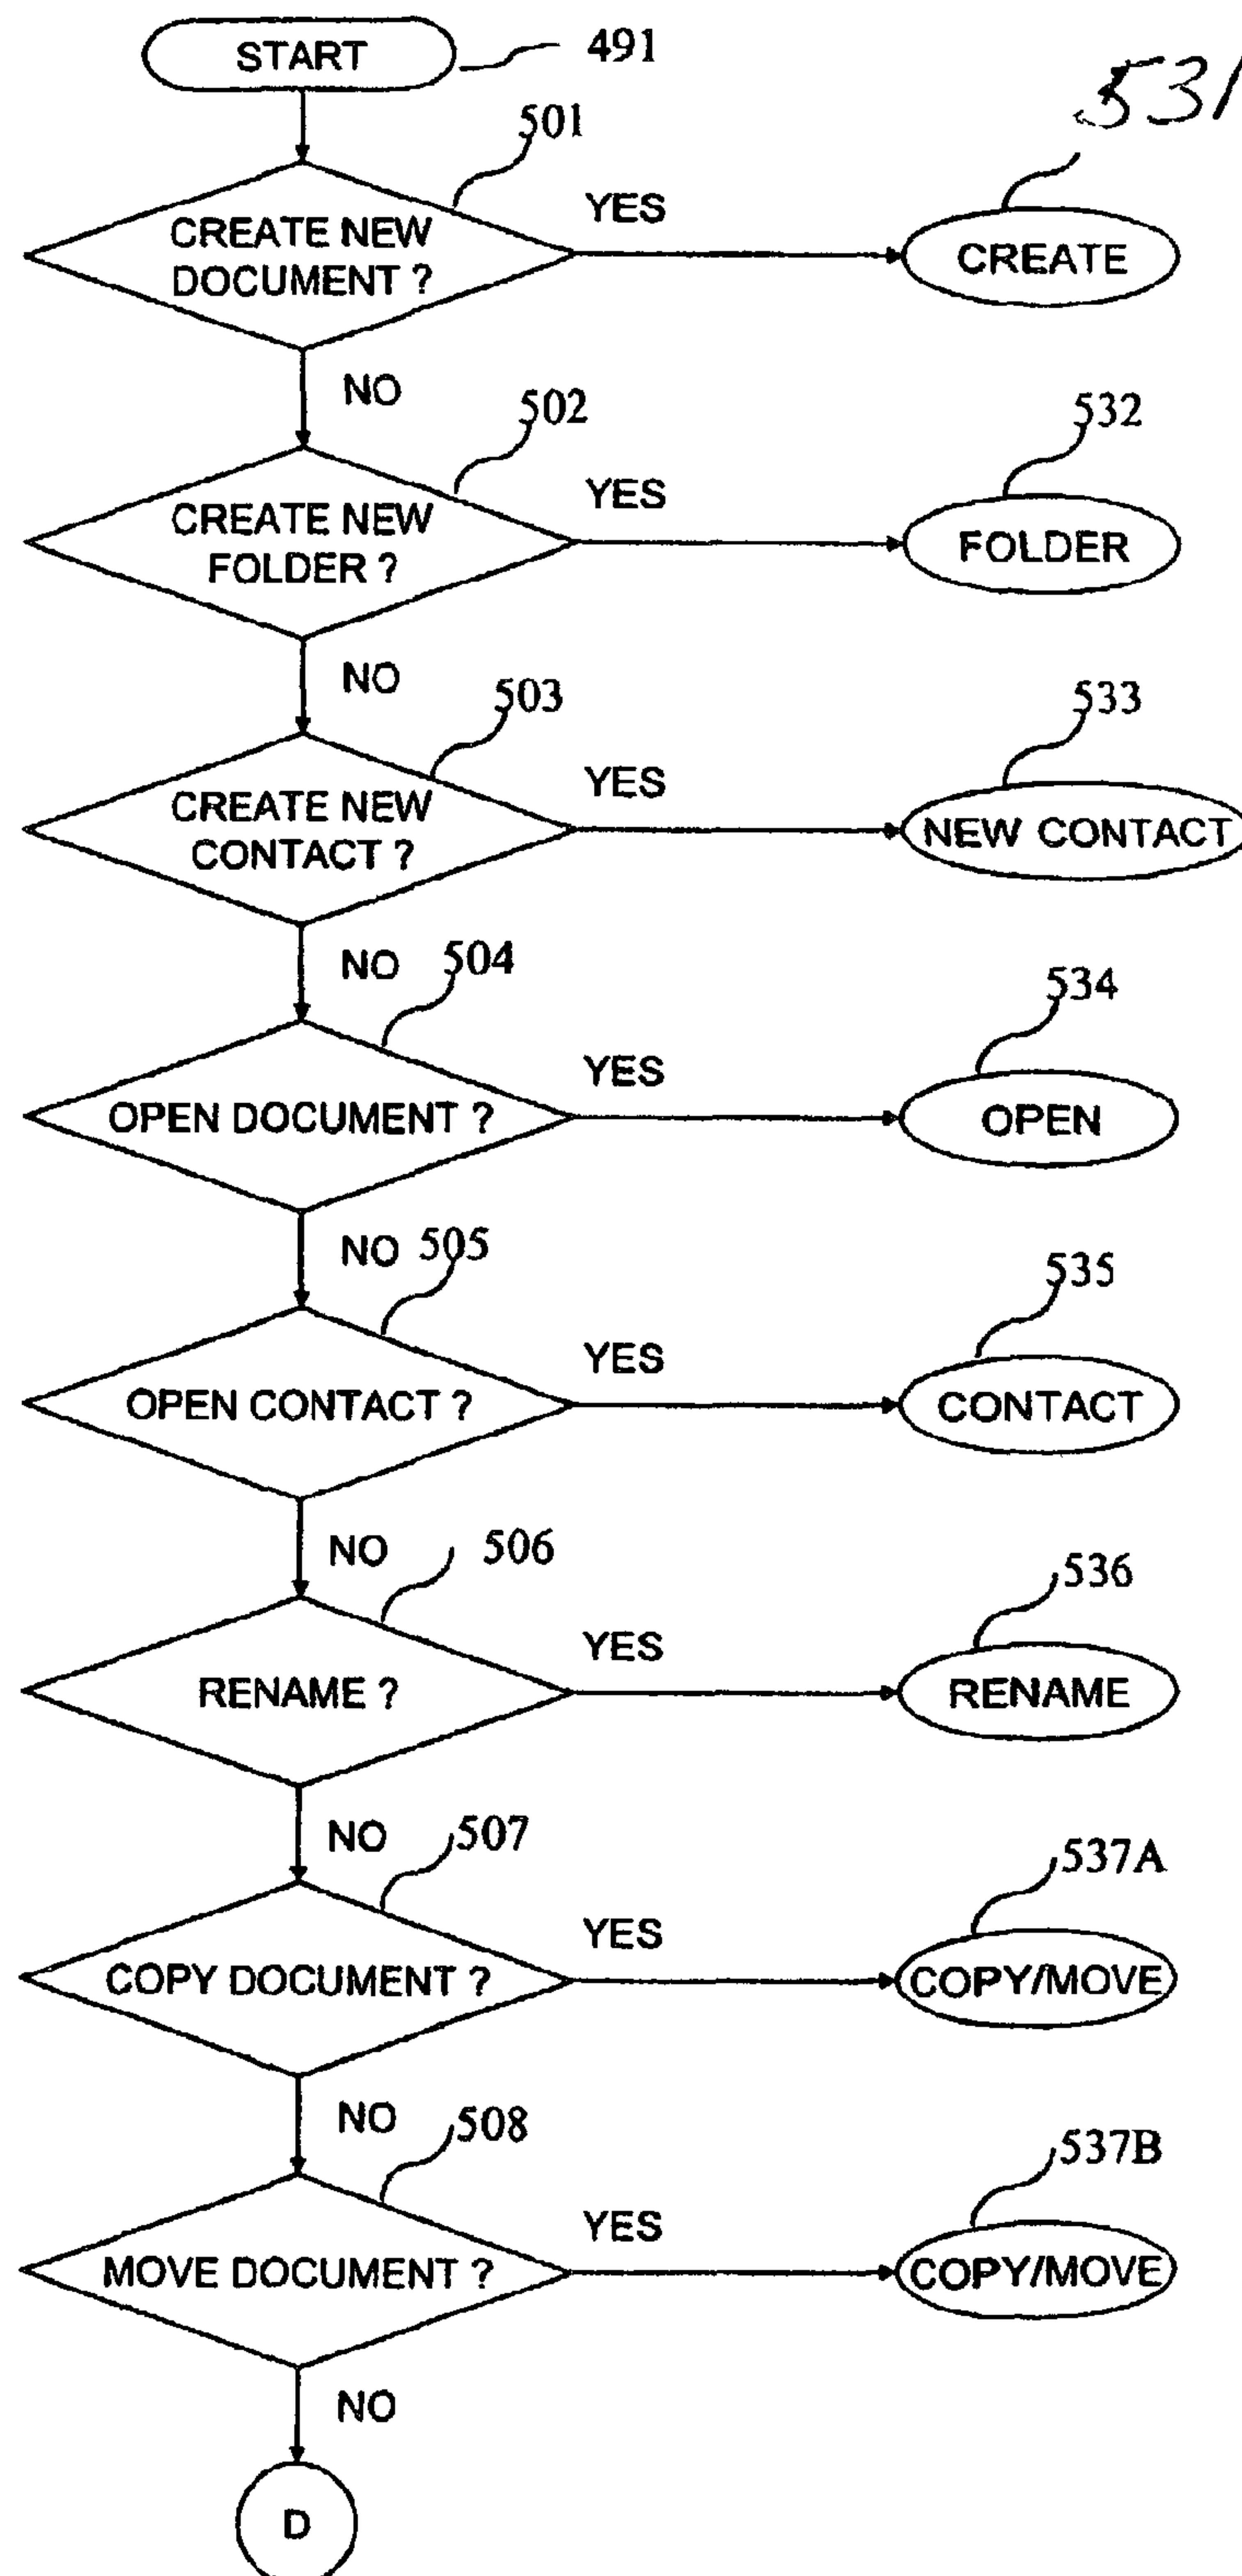 START
491
531
501
CREATE NEW
DOCUMENT ?
YES
CREATE
NO
502
532
CREATE NEW
FOLDER ?
YES
FOLDER
NO
503
533
CREATE NEW
CONTACT ?
YES
NEW CONTACT
NO
504
534
OPEN DOCUMENT ?
YES
OPEN
NO
505
535
OPEN CONTACT ?
YES
CONTACT
NO
506
536
RENAME ?
YES
RENAME
NO
507
537A
COPY DOCUMENT ?
YES
COPY/MOVE
NO
508
537B
MOVE DOCUMENT ?
YES
COPY/MOVE
NO
D